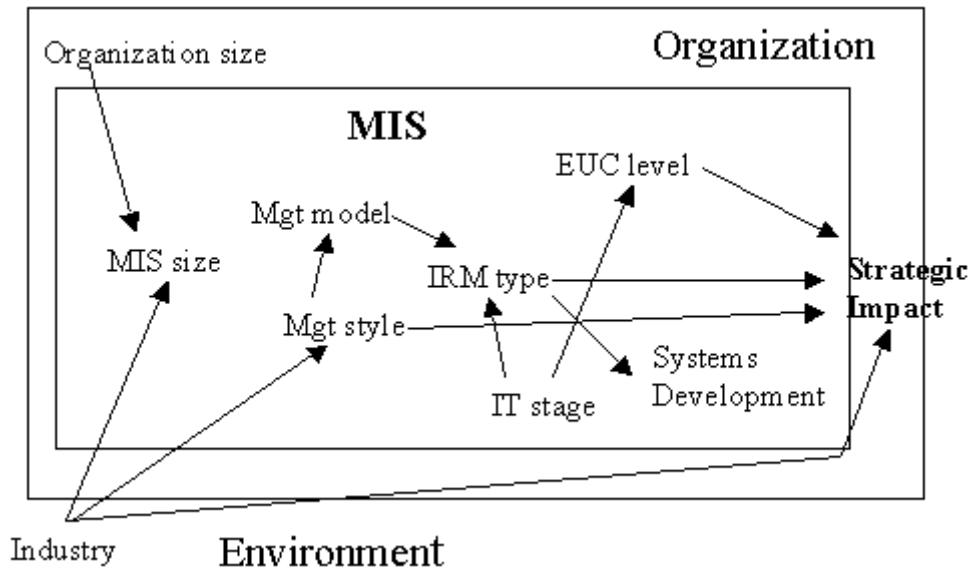 Organization size
Organization
MIS
EUC level
Mgt model
MIS size
IRM type
Strategic
Impact
Mgt style
Systems
Development
IT stage
Industry
Environment